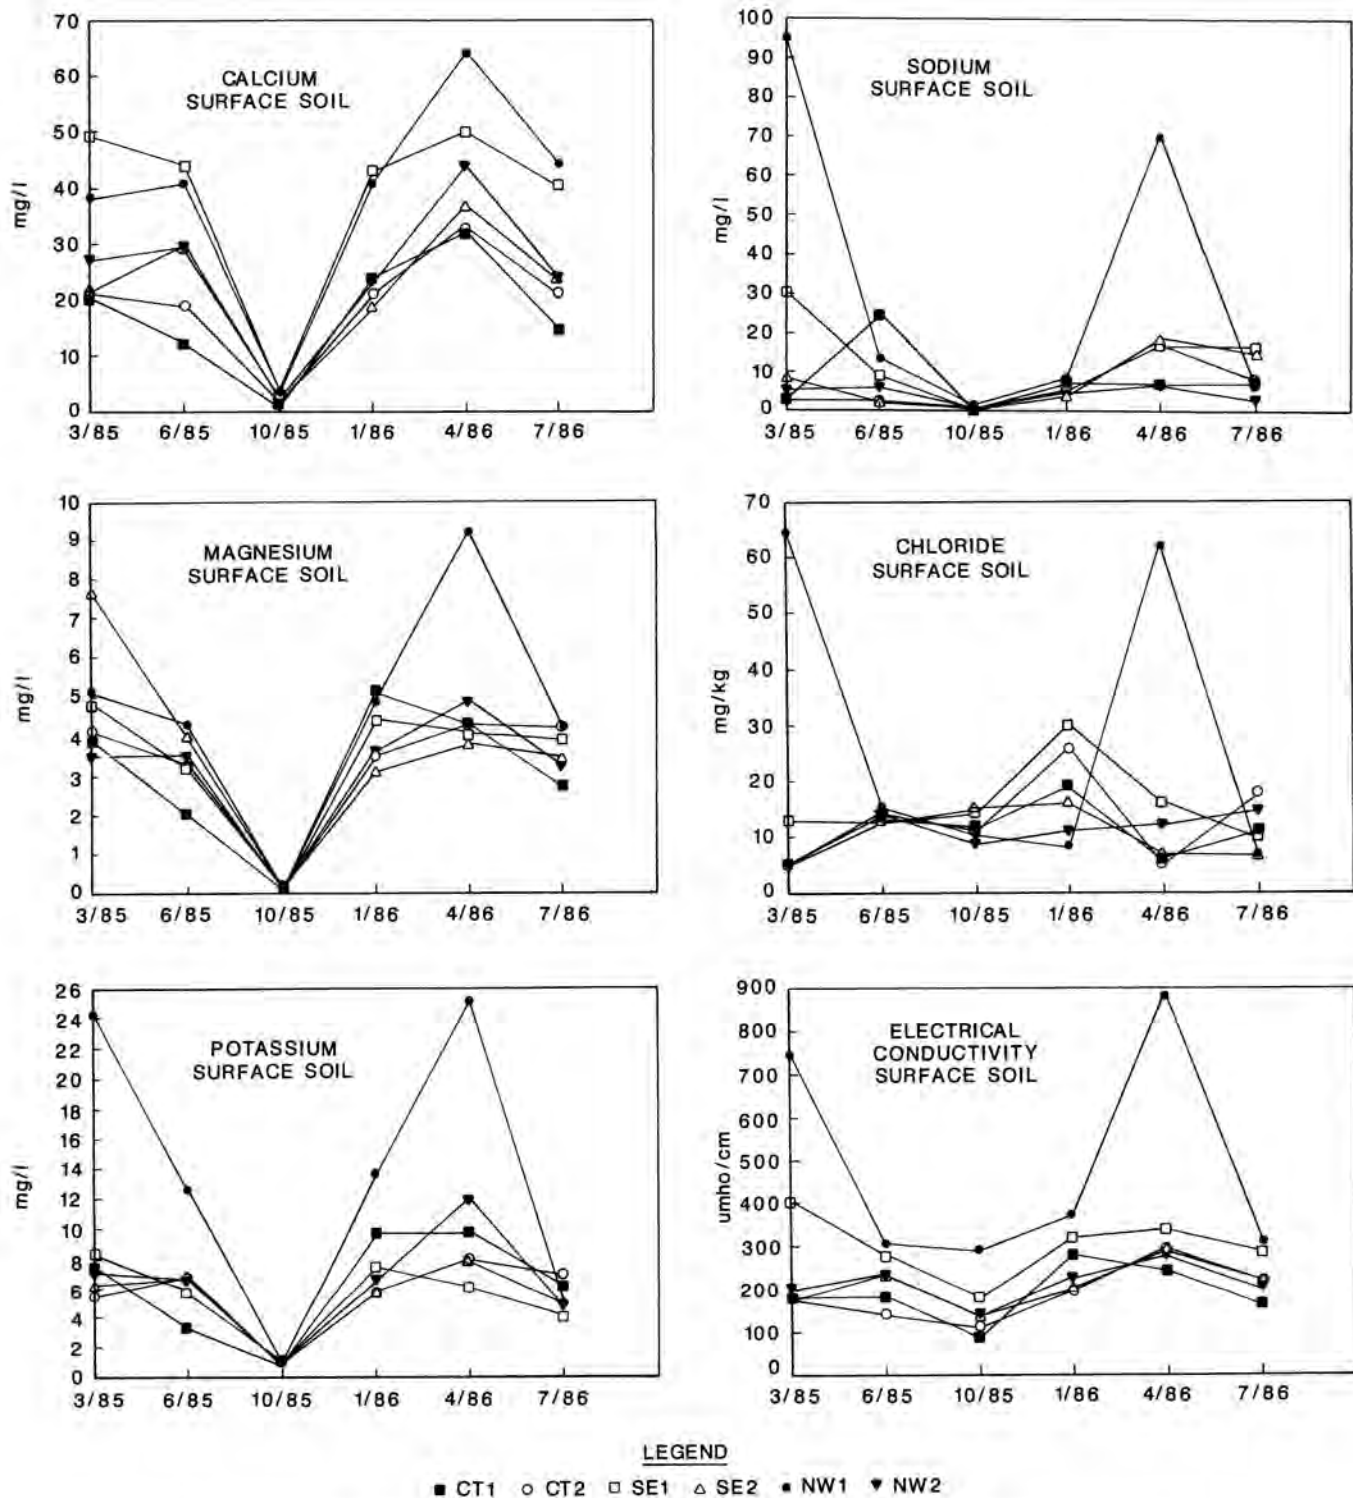 70
60
50
40
30
20
10
0
mg/l
CALCIUM
SURFACE SOIL
3/85 6/85 10/85 1/86 4/86 7/86
100
90
80
70
60
50
40
30
20
10
0
mg/l
SODIUM
SURFACE SOIL
3/85 6/85 10/85 1/86 4/86 7/86
10
9
8
7
6
5
4
3
2
1
0
mg/l
MAGNESIUM
SURFACE SOIL
3/85 6/85 10/85 1/86 4/86 7/86
70
60
50
40
30
20
10
0
mg/kg
CHLORIDE
SURFACE SOIL
3/85 6/85 10/85 1/86 4/86 7/86
26
24
22
20
18
16
14
12
10
8
6
4
2
0
mg/l
POTASSIUM
SURFACE SOIL
3/85 6/85 10/85 1/86 4/86 7/86
900
800
700
600
500
400
300
200
100
0
umho/cm
ELECTRICAL
CONDUCTIVITY
SURFACE SOIL
3/85 6/85 10/85 1/86 4/86 7/86
LEGEND
CT1 CT2 SE1 SE2 NW1 NW2